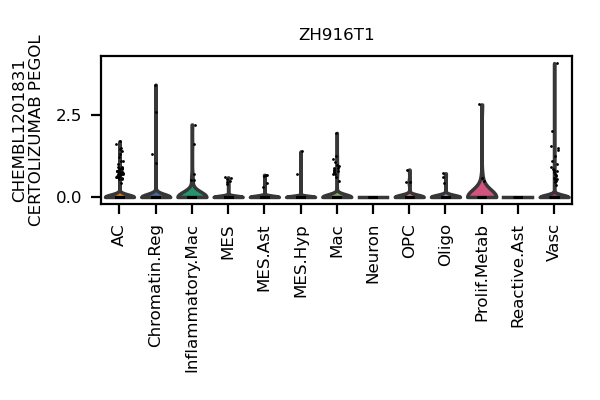 ZH916T1
CHEMBL1201831
CERTOLIZUMAB PEGOL
2.5
0.0
AC
Chromatin.Reg
Inflammatory.Mac
MES
MES.Ast
MES.Hyp
Mac
Neuron
OPC
Oligo
Prolif.Metab
Reactive.Ast
Vasc